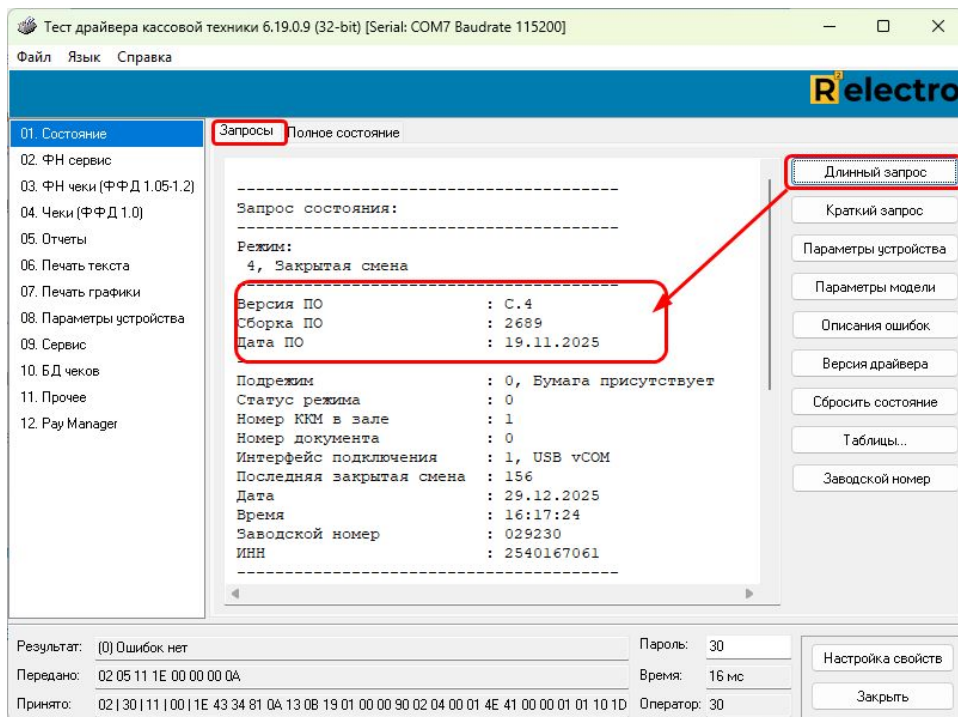 Тест драйвера кассовой техники 6.19.0.9 (32-bit) [Serial: COM7 Baudrate 115200]
Файл Язык Справка
R2electro
01. Состояние
02. ФН сервис
03. ФН чеки (ФФД 1.05-1.2)
04. Чеки (ФФД 1.0)
05. Отчеты
06. Печать текста
07. Печать графики
08. Параметры устройства
09. Сервис
10. БД чеков
11. Прочее
12. Pay Manager
Запросы Полное состояние
----------------------------------------
Запрос состояния:
----------------------------------------
Режим:
4, Закрытая смена
----------------------------------------
Версия ПО : C.4
Сборка ПО : 2689
Дата ПО : 19.11.2025
Подрежим : 0, Бумага присутствует
Статус режима : 0
Номер ККМ в зале : 1
Номер документа : 0
Интерфейс подключения : 1, USB vCOM
Последняя закрытая смена : 156
Дата : 29.12.2025
Время : 16:17:24
Заводской номер : 029230
ИНН : 2540167061
----------------------------------------
Длинный запрос
Краткий запрос
Параметры устройства
Параметры модели
Описания ошибок
Версия драйвера
Сбросить состояние
Таблицы...
Заводской номер
Результат: (0) Ошибок нет
Передано: 02 05 11 1E 00 00 00 0A
Принято: 02 | 30 | 11 | 00 | 1E 43 34 81 0A 13 0B 19 01 00 00 90 02 04 00 01 4E 41 00 00 01 01 10 1D
Пароль: 30
Время: 16 мс
Оператор: 30
Настройка свойств
Закрыть